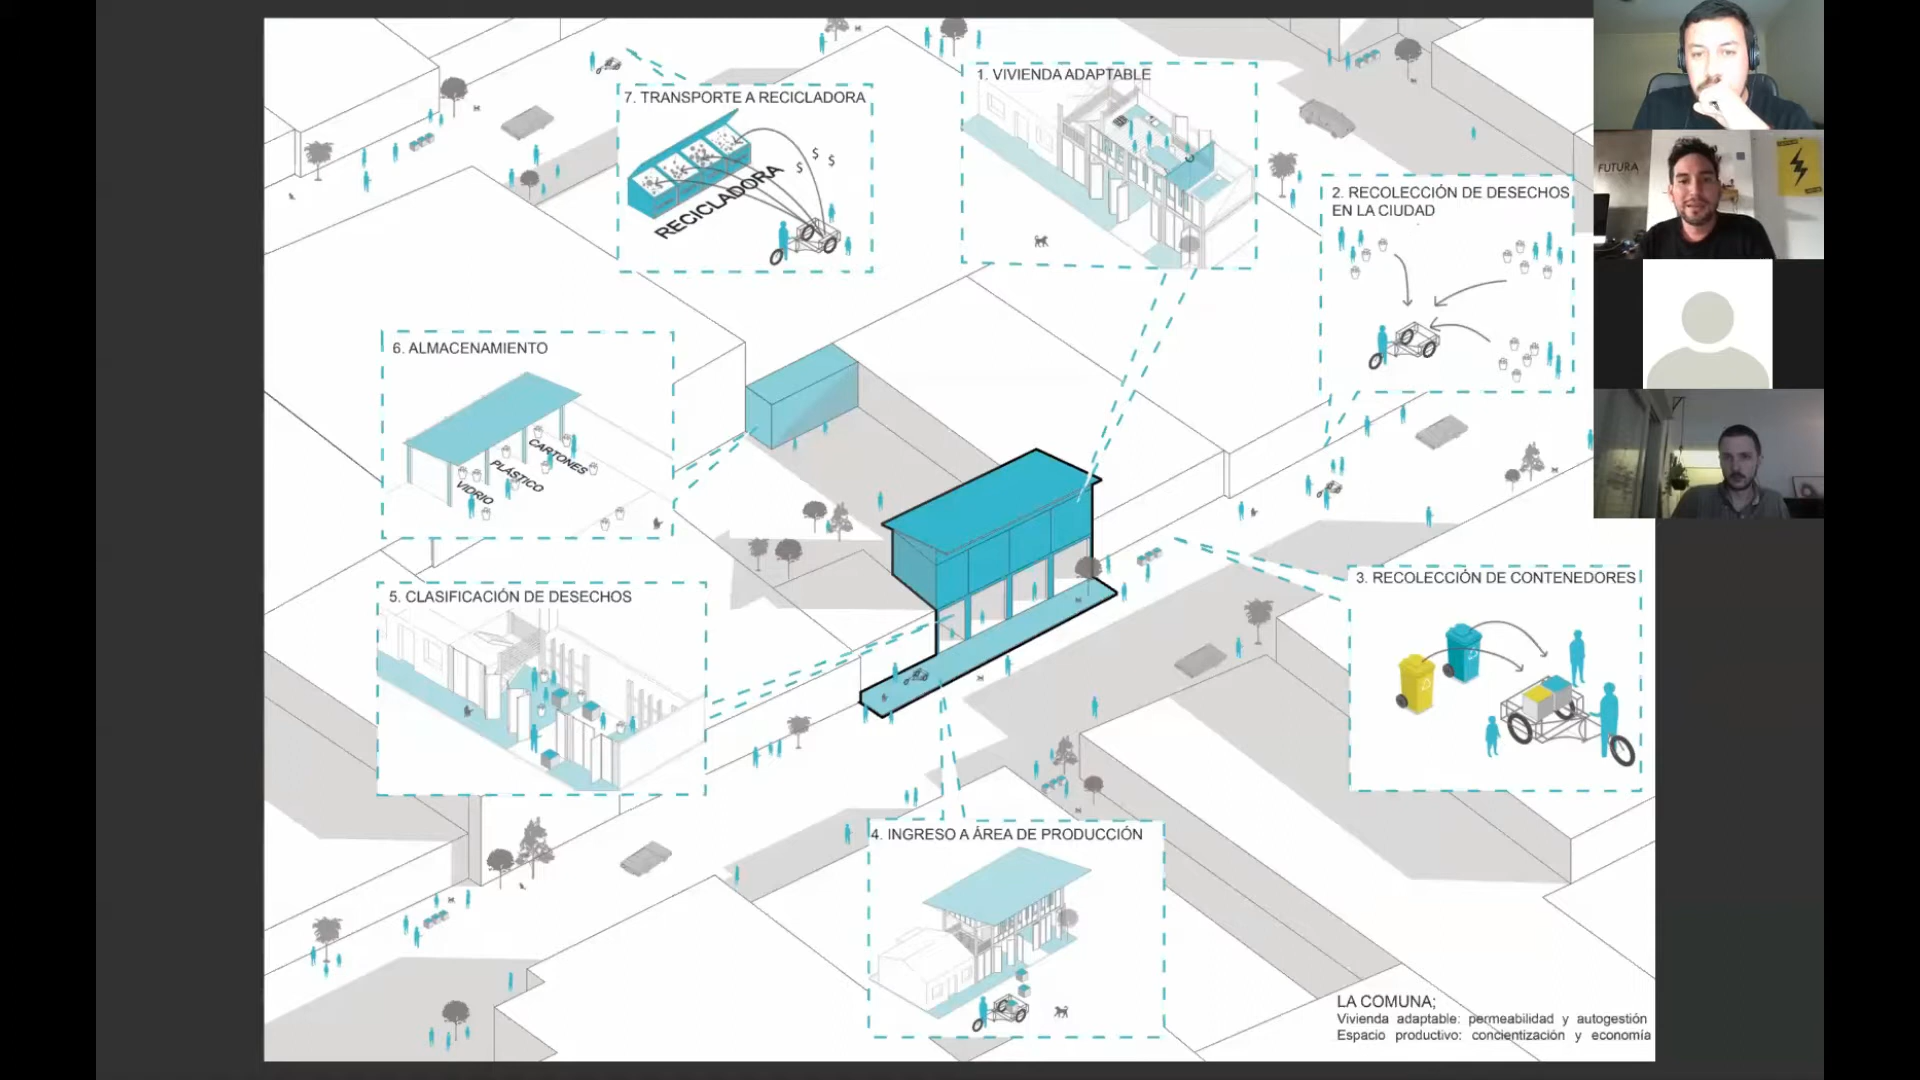 7. TRANSPORTE A RECICLADORA
$ $ $
RECICLADORA
1. VIVIENDA ADAPTABLE
2. RECOLECCIÓN DE DESECHOS
EN LA CIUDAD
FUTURA
6. ALMACENAMIENTO
CARTONES
PLÁSTICO
VIDRIO
3. RECOLECCIÓN DE CONTENEDORES
5. CLASIFICACIÓN DE DESECHOS
4. INGRESO A ÁREA DE PRODUCCIÓN
LA COMUNA;
Vivienda adaptable: permeabilidad y autogestión
Espacio productivo: concientización y economía